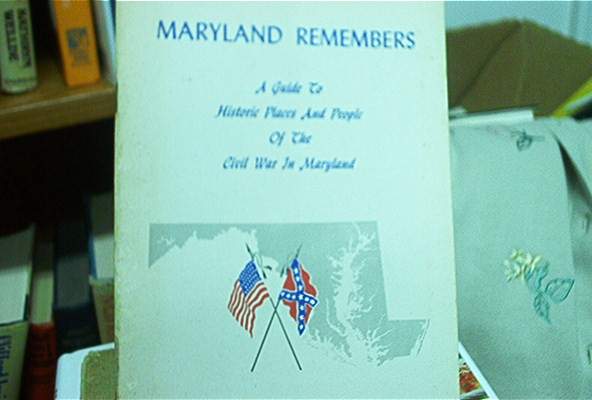 MARYLAND REMEMBERS
A Guide To
Historic Places And People
Of The
Civil War In Maryland